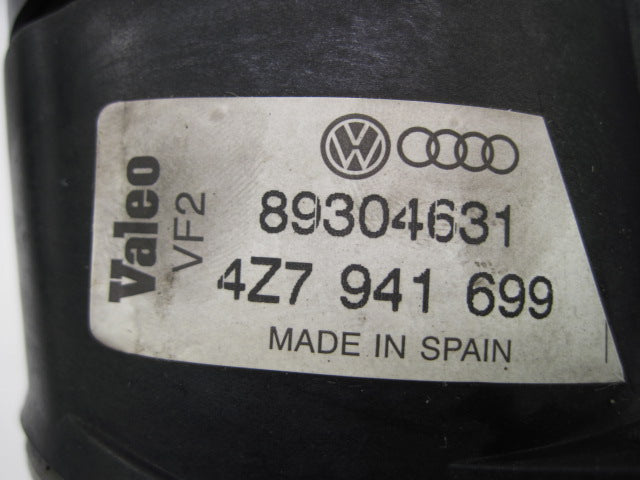 Valeo
VF2
89304631
4Z7 941 699
MADE IN SPAIN